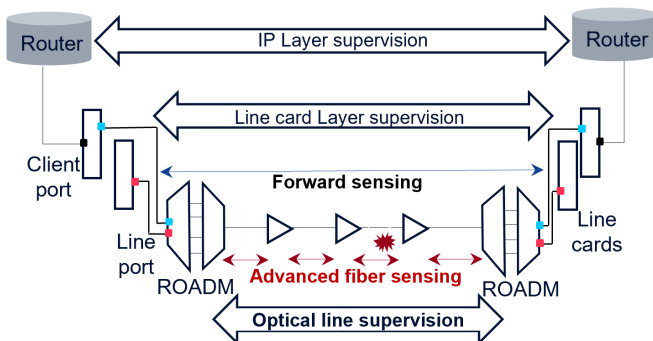 Router
IP Layer supervision
Router
Line card Layer supervision
Client
port
Forward sensing
Line
port
Line
cards
Advanced fiber sensing
ROADM
ROADM
Optical line supervision